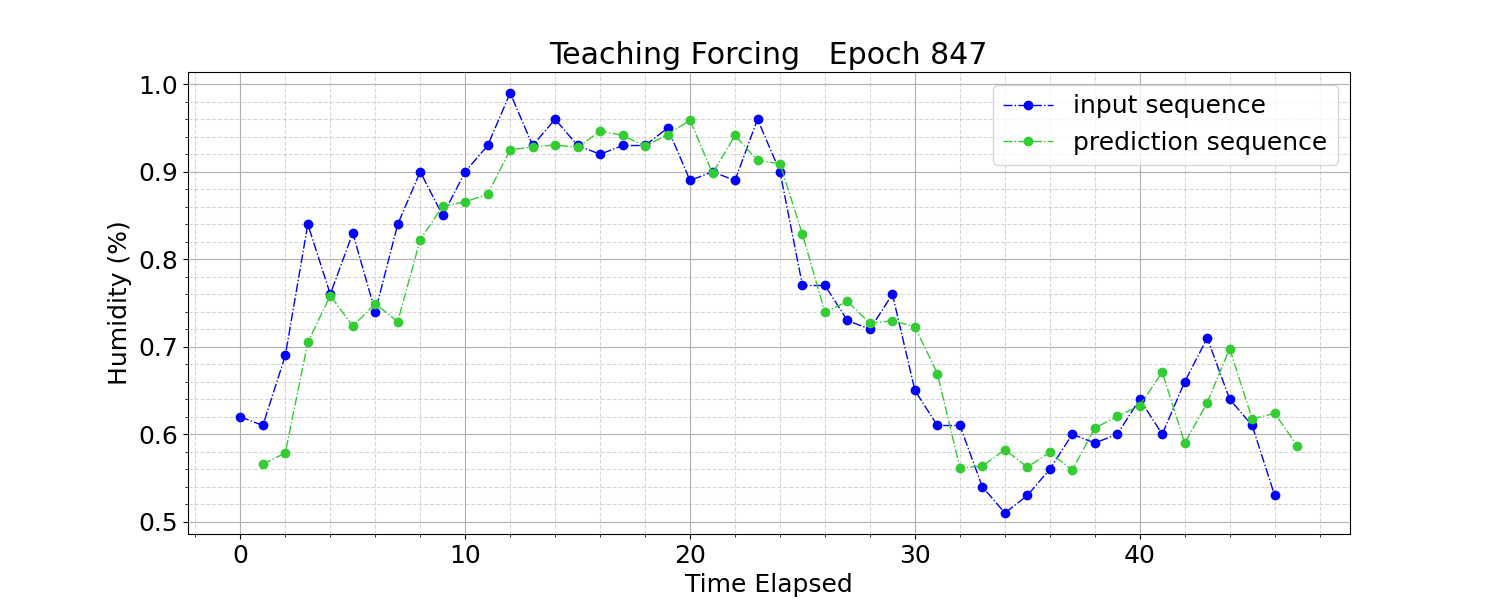 Teaching Forcing   Epoch 847
1.0
0.9
0.8
0.7
0.6
0.5
Humidity (%)
input sequence
prediction sequence
0 10 20 30 40
Time Elapsed